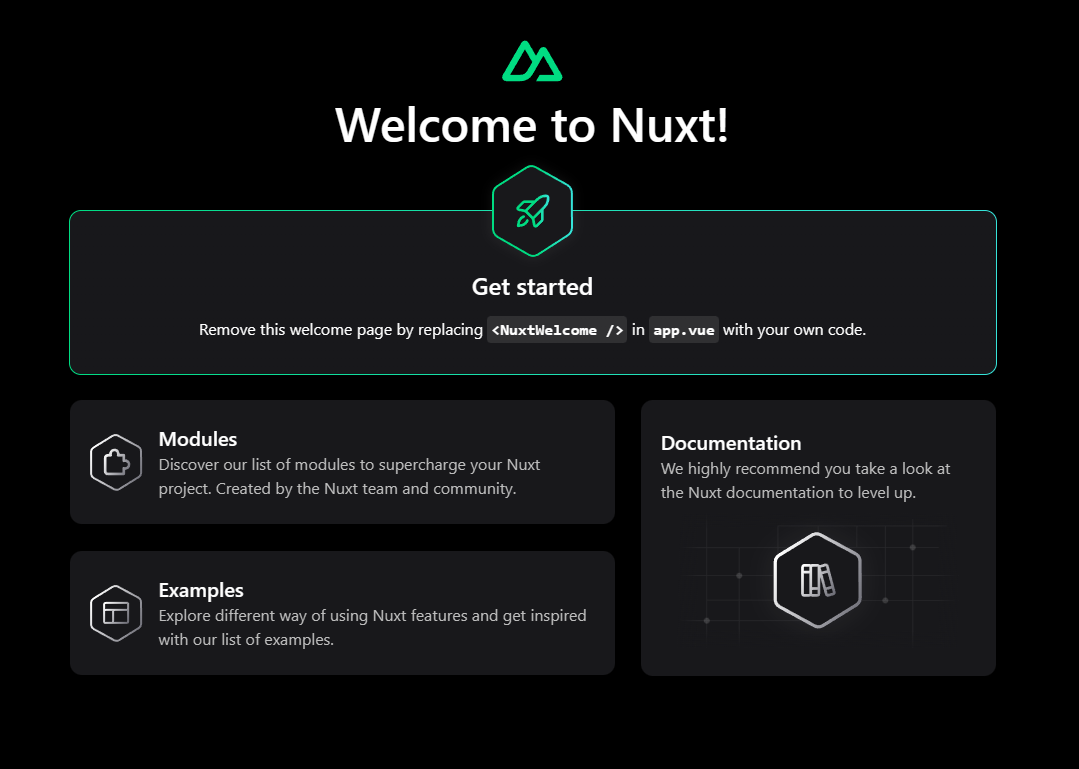 Welcome to Nuxt!
Get started
Remove this welcome page by replacing <NuxtWelcome /> in app.vue with your own code.
Modules
Discover our list of modules to supercharge your Nuxt
project. Created by the Nuxt team and community.
Examples
Explore different way of using Nuxt features and get inspired
with our list of examples.
Documentation
We highly recommend you take a look at
the Nuxt documentation to level up.